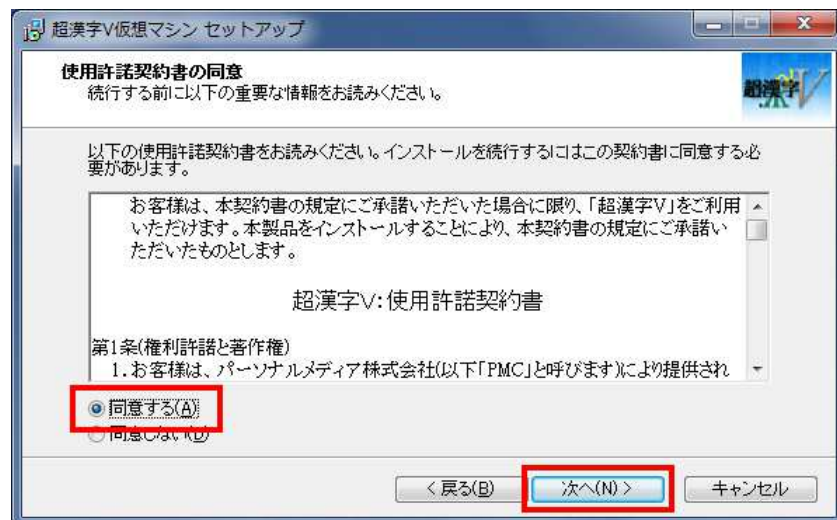 超漢字V仮想マシン セットアップ
使用許諾契約書の同意
続行する前に以下の重要な情報をお読みください。
超漢字V
以下の使用許諾契約書をお読みください。インストールを続行するにはこの契約書に同意する必
要があります。
お客様は、本契約書の規定にご承諾いただいた場合に限り、「超漢字V」をご利用
いただけます。本製品をインストールすることにより、本契約書の規定にご承諾い
ただいたものとします。
超漢字V:使用許諾契約書
第1条(権利許諾と著作権)
1.お客様は、パーソナルメディア株式会社(以下「PMC」と呼びます)により提供され
同意する(A)
同意しない(D)
< 戻る(B)
次へ(N) >
キャンセル